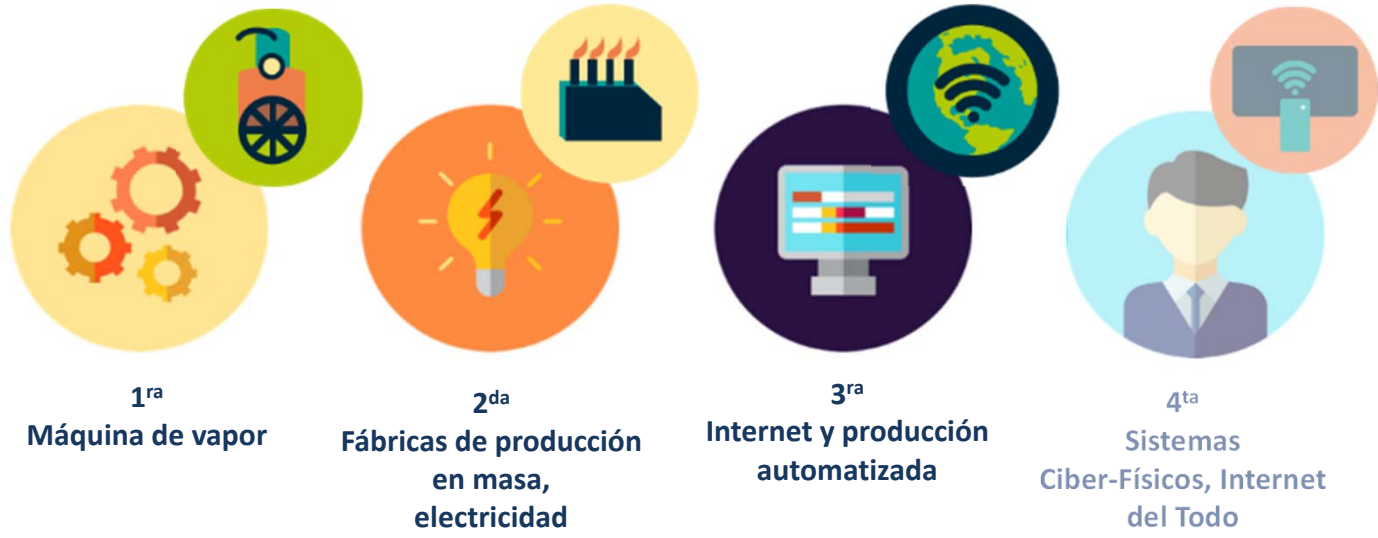 1ra
Máquina de vapor
2da
Fábricas de producción
en masa,
electricidad
3ra
Internet y producción
automatizada
4ta
Sistemas
Ciber-Físicos, Internet
del Todo